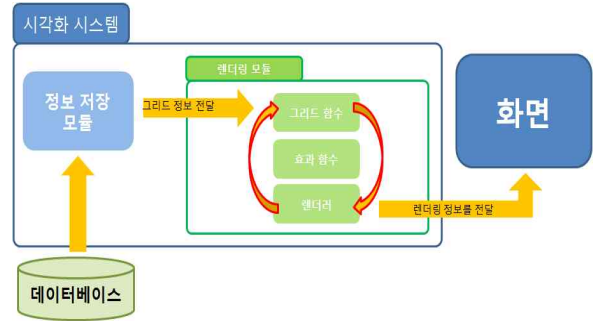 시각화 시스템
렌더링 모듈
정보 저장
모듈
그리드 정보 전달
그리드 함수
화면
효과 함수
렌더러
렌더링 정보를 전달
데이터베이스